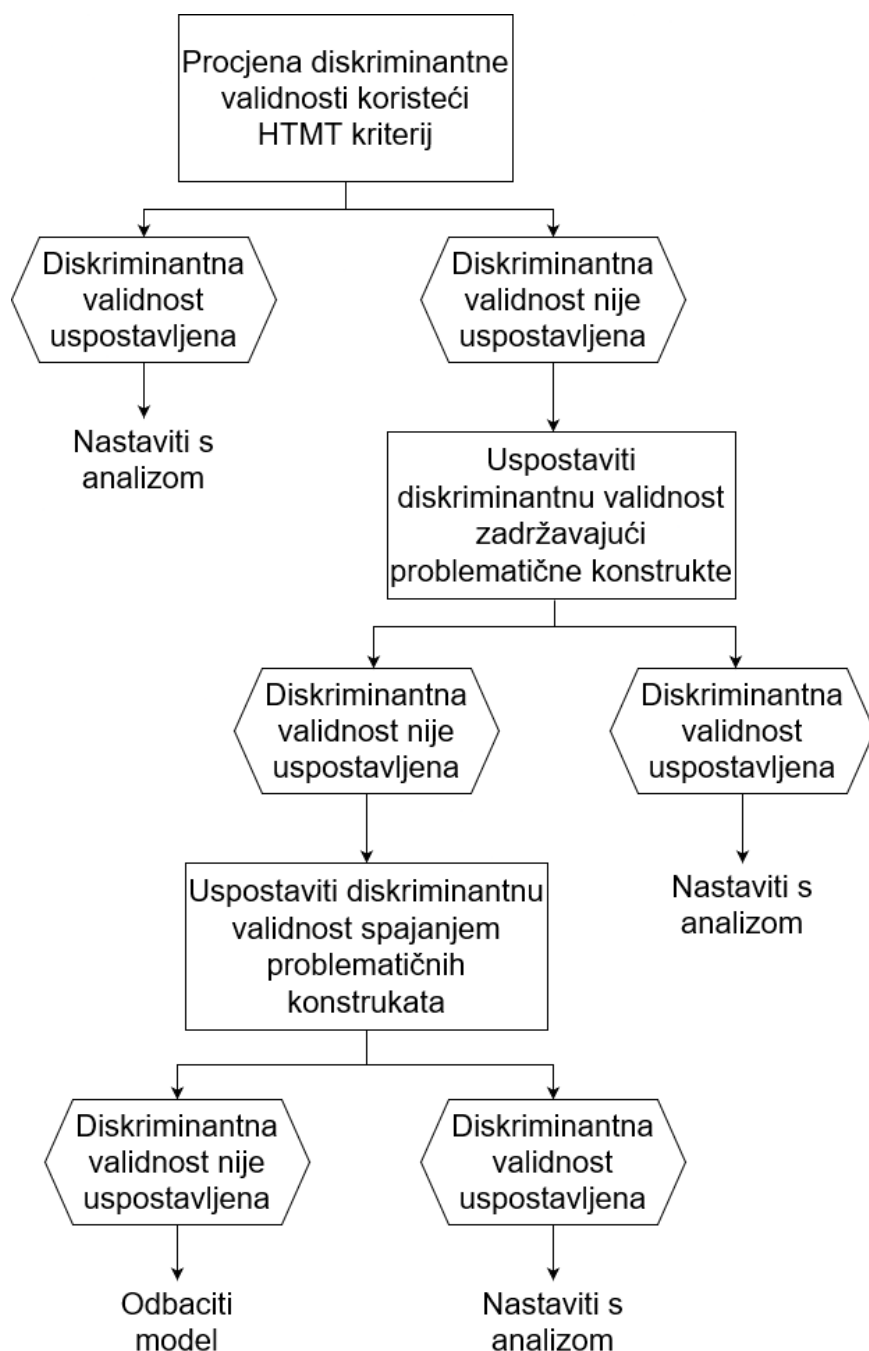 Procjena diskriminantne
validnosti koristeći
HTMT kriterij
Diskriminantna
validnost
uspostavljena
Diskriminantna
validnost nije
uspostavljena
Nastaviti s
analizom
Uspostaviti
diskriminantnu validnost
zadržavajući
problematične konstrukte
Diskriminantna
validnost nije
uspostavljena
Diskriminantna
validnost
uspostavljena
Uspostaviti diskriminantnu
validnost spajanjem
problematičnih
konstrukata
Nastaviti s
analizom
Diskriminantna
validnost nije
uspostavljena
Diskriminantna
validnost
uspostavljena
Odbaciti
model
Nastaviti s
analizom